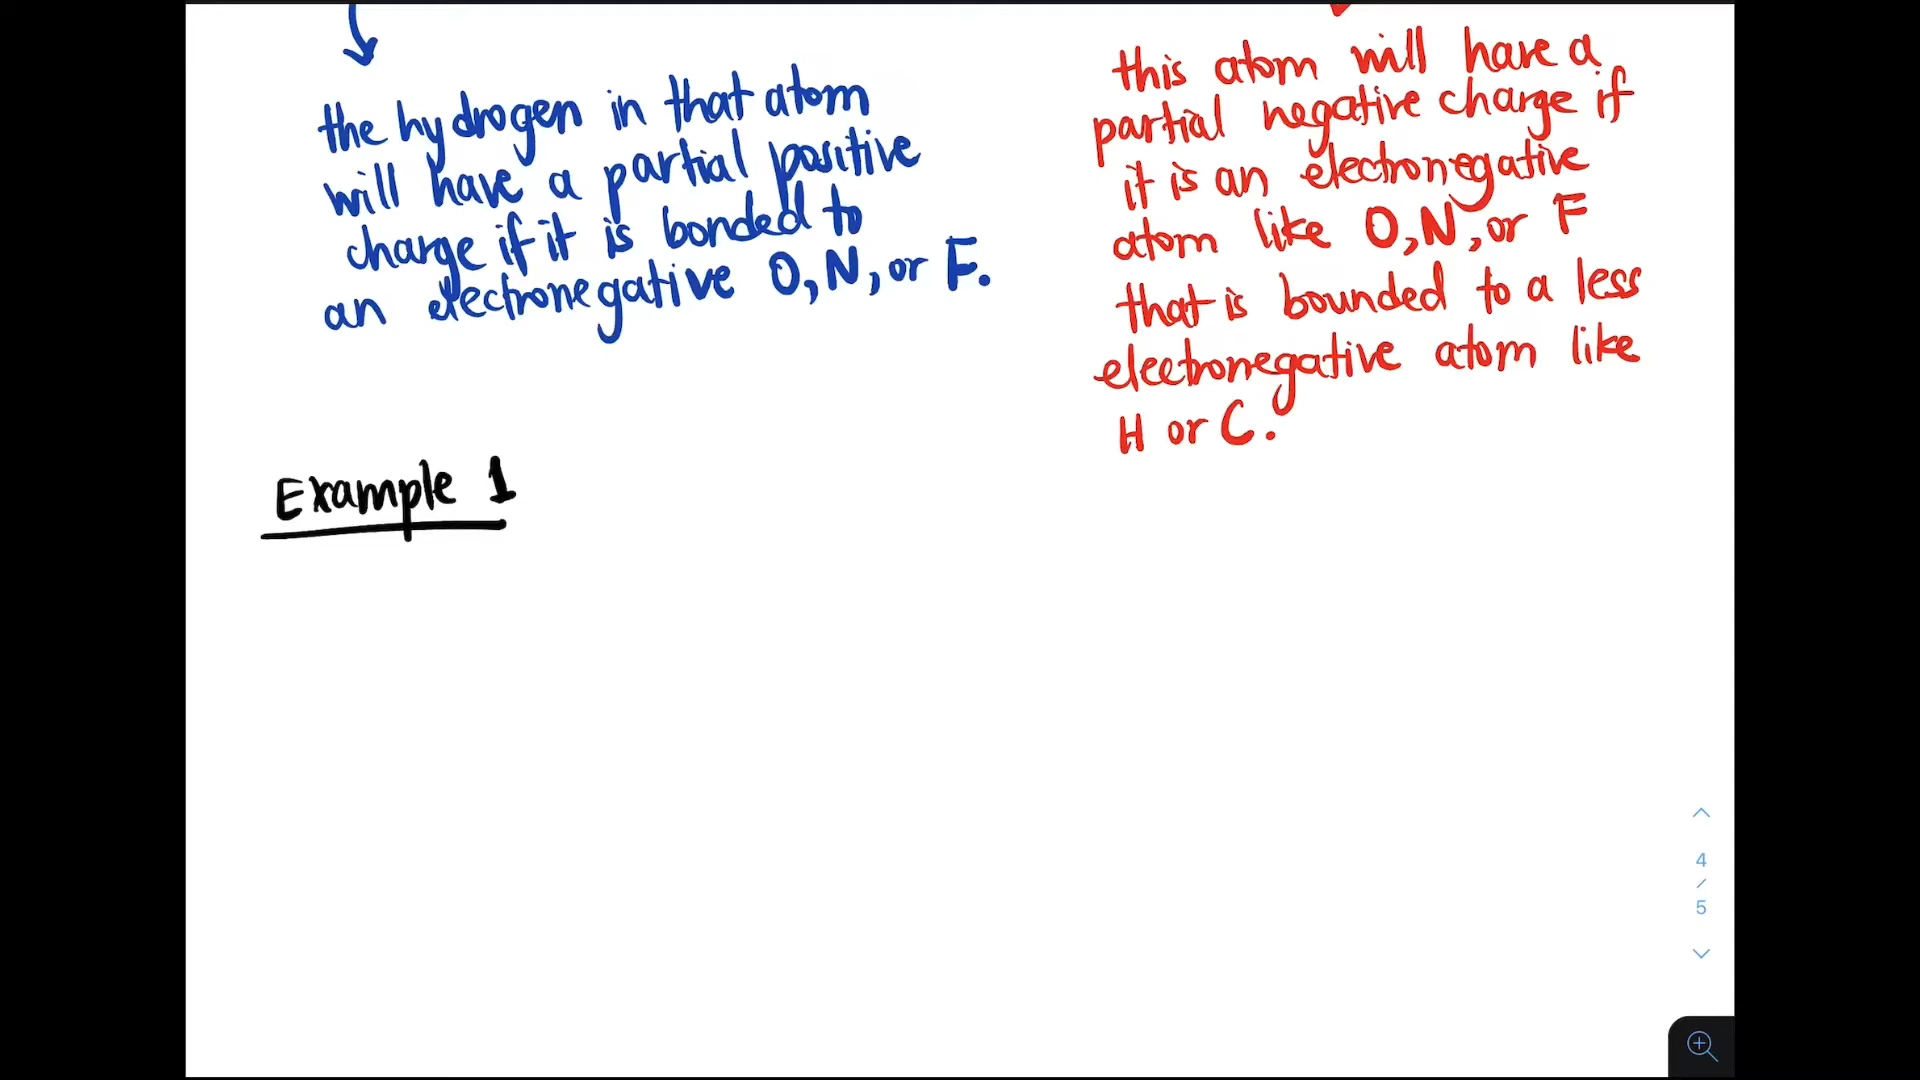 the hydrogen in that atom
will have a partial positive
charge if it is bonded to
an electronegative O, N, or F.
this atom will have a
partial negative charge if
it is an electronegative
atom like O, N, or F
that is bounded to a less
electronegative atom like
H or C.
Example 1
4
/
5